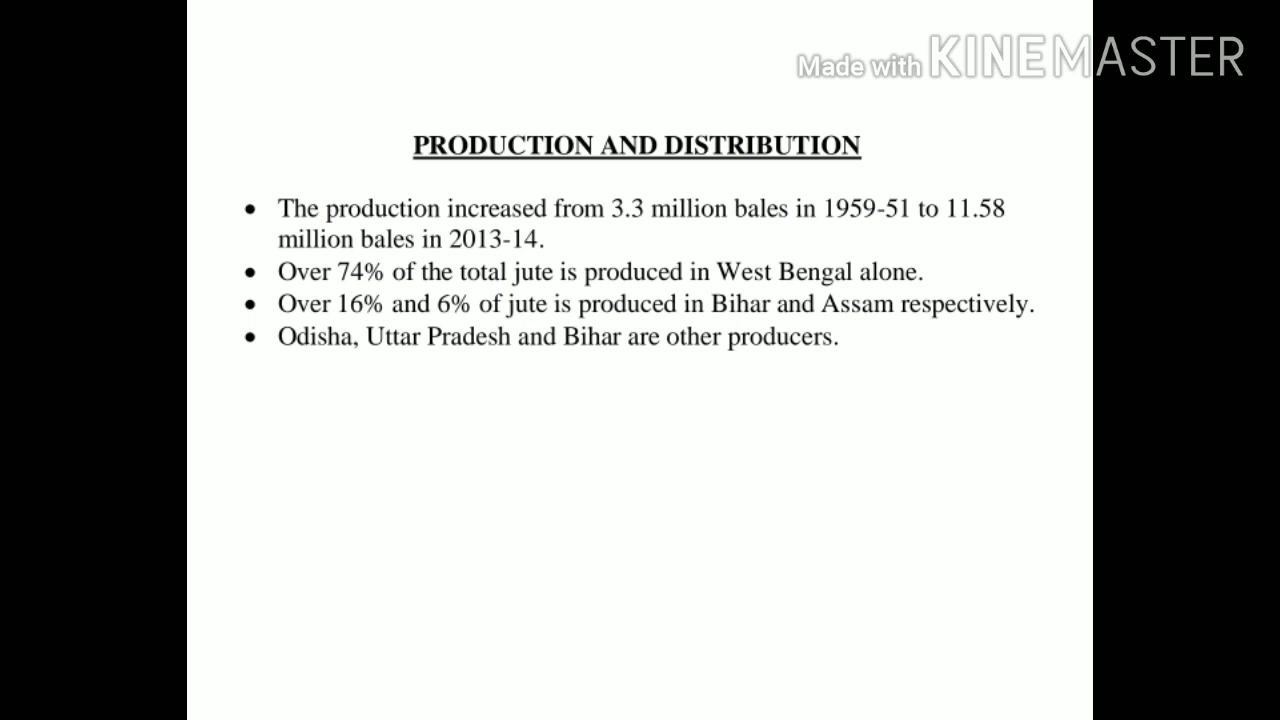 Made with KINEMASTER
PRODUCTION AND DISTRIBUTION
• The production increased from 3.3 million bales in 1959-51 to 11.58
million bales in 2013-14.
• Over 74% of the total jute is produced in West Bengal alone.
• Over 16% and 6% of jute is produced in Bihar and Assam respectively.
• Odisha, Uttar Pradesh and Bihar are other producers.